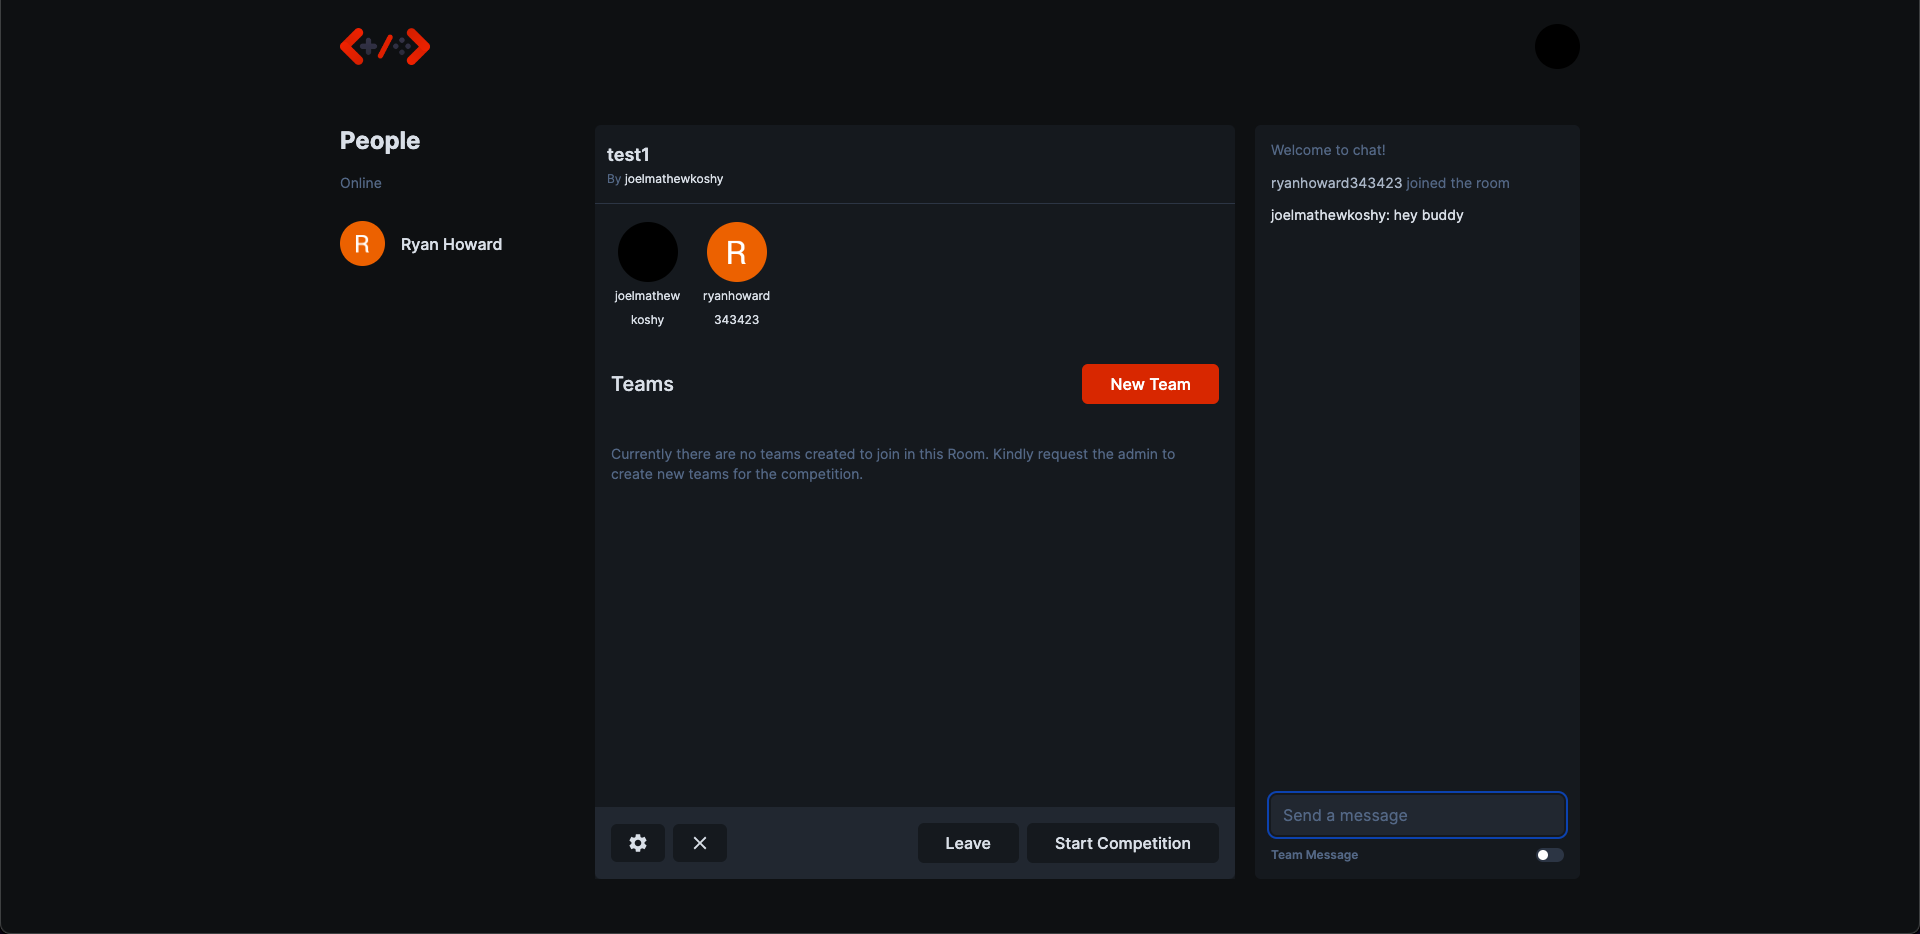 People
Online
R
Ryan Howard
test1
By joelmathewkoshy
R
joelmathew
koshy
ryanhoward
343423
Teams
New Team
Currently there are no teams created to join in this Room. Kindly request the admin to
create new teams for the competition.
Leave
Start Competition
Welcome to chat!
ryanhoward343423 joined the room
joelmathewkoshy: hey buddy
Send a message
Team Message